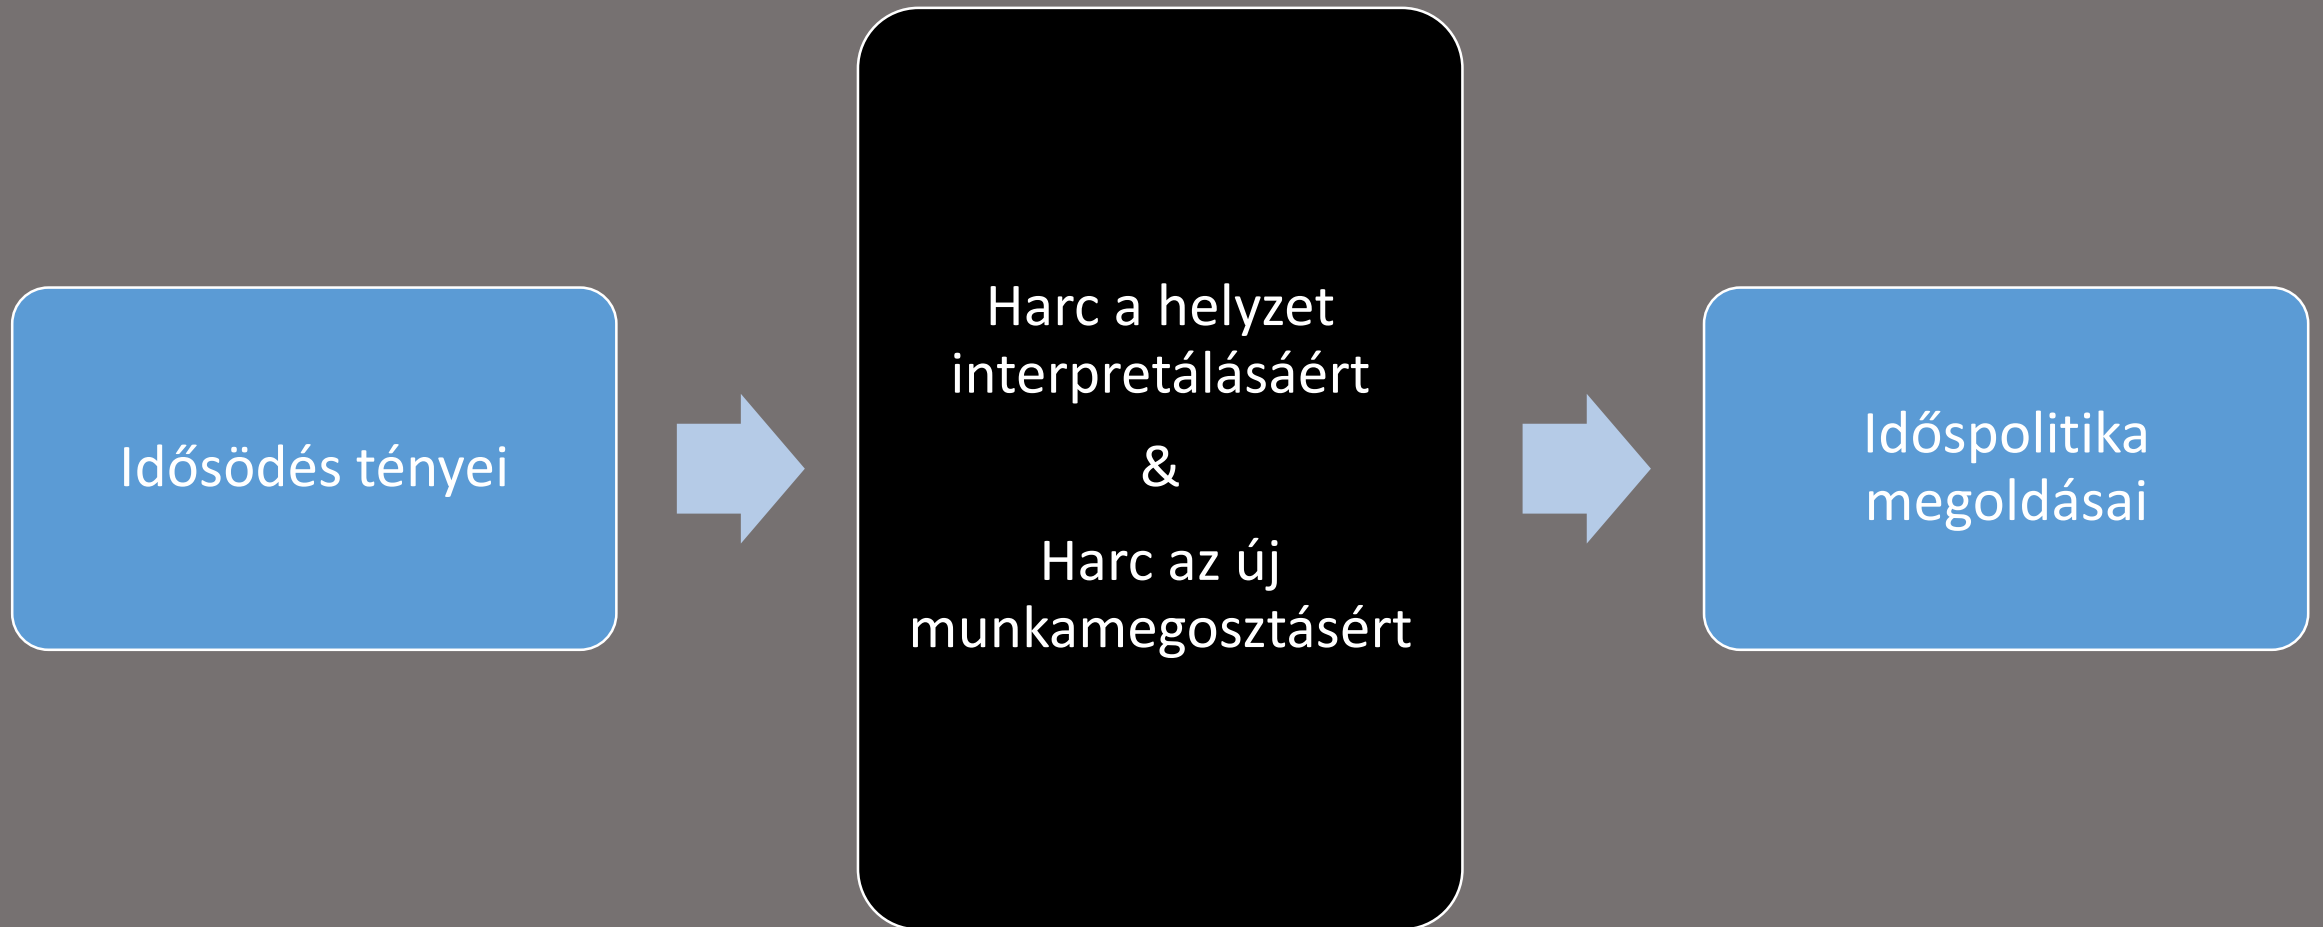 Idősödés tényei
Harc a helyzet
interpretálásáért
&
Harc az új
munkamegosztásért
Időspolitika
megoldásai